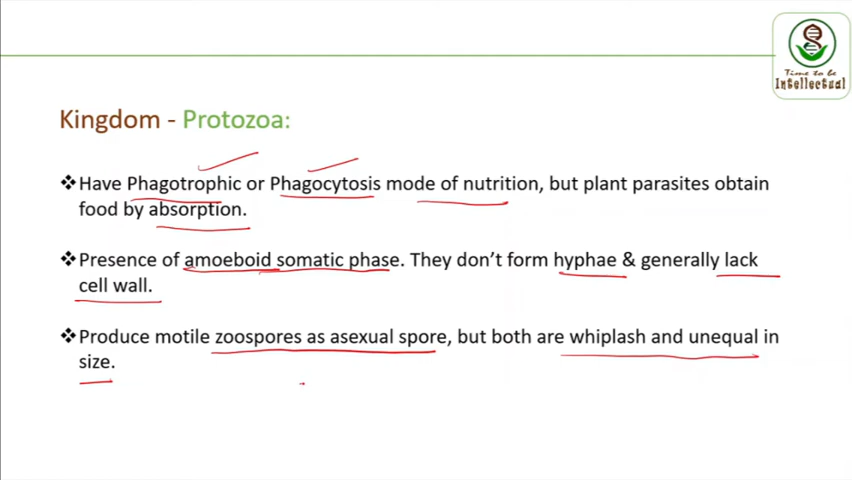 Time to be
Intellectual
Kingdom - Protozoa:
❖Have Phagotrophic or Phagocytosis mode of nutrition, but plant parasites obtain
food by absorption.
❖Presence of amoeboid somatic phase. They don't form hyphae & generally lack
cell wall.
❖Produce motile zoospores as asexual spore, but both are whiplash and unequal in
size.